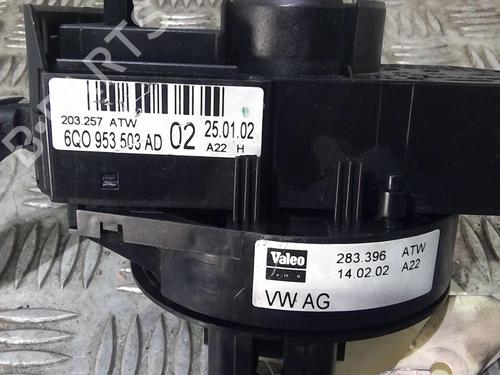 203.257 ATW
6Q0 953 503 AD 02 25.01.02
A22 H
Valeo 283.396 ATW
14.02.02 A22
VW AG